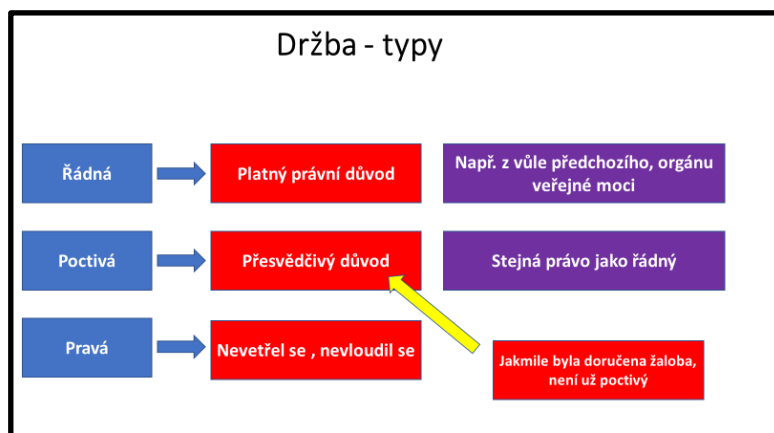 Držba - typy
Řádná
Platný právní důvod
Např. z vůle předchozího, orgánu
veřejné moci
Poctivá
Přesvědčivý důvod
Stejná právo jako řádný
Pravá
Nevetřel se , nevloudil se
Jakmile byla doručena žaloba,
není už poctivý